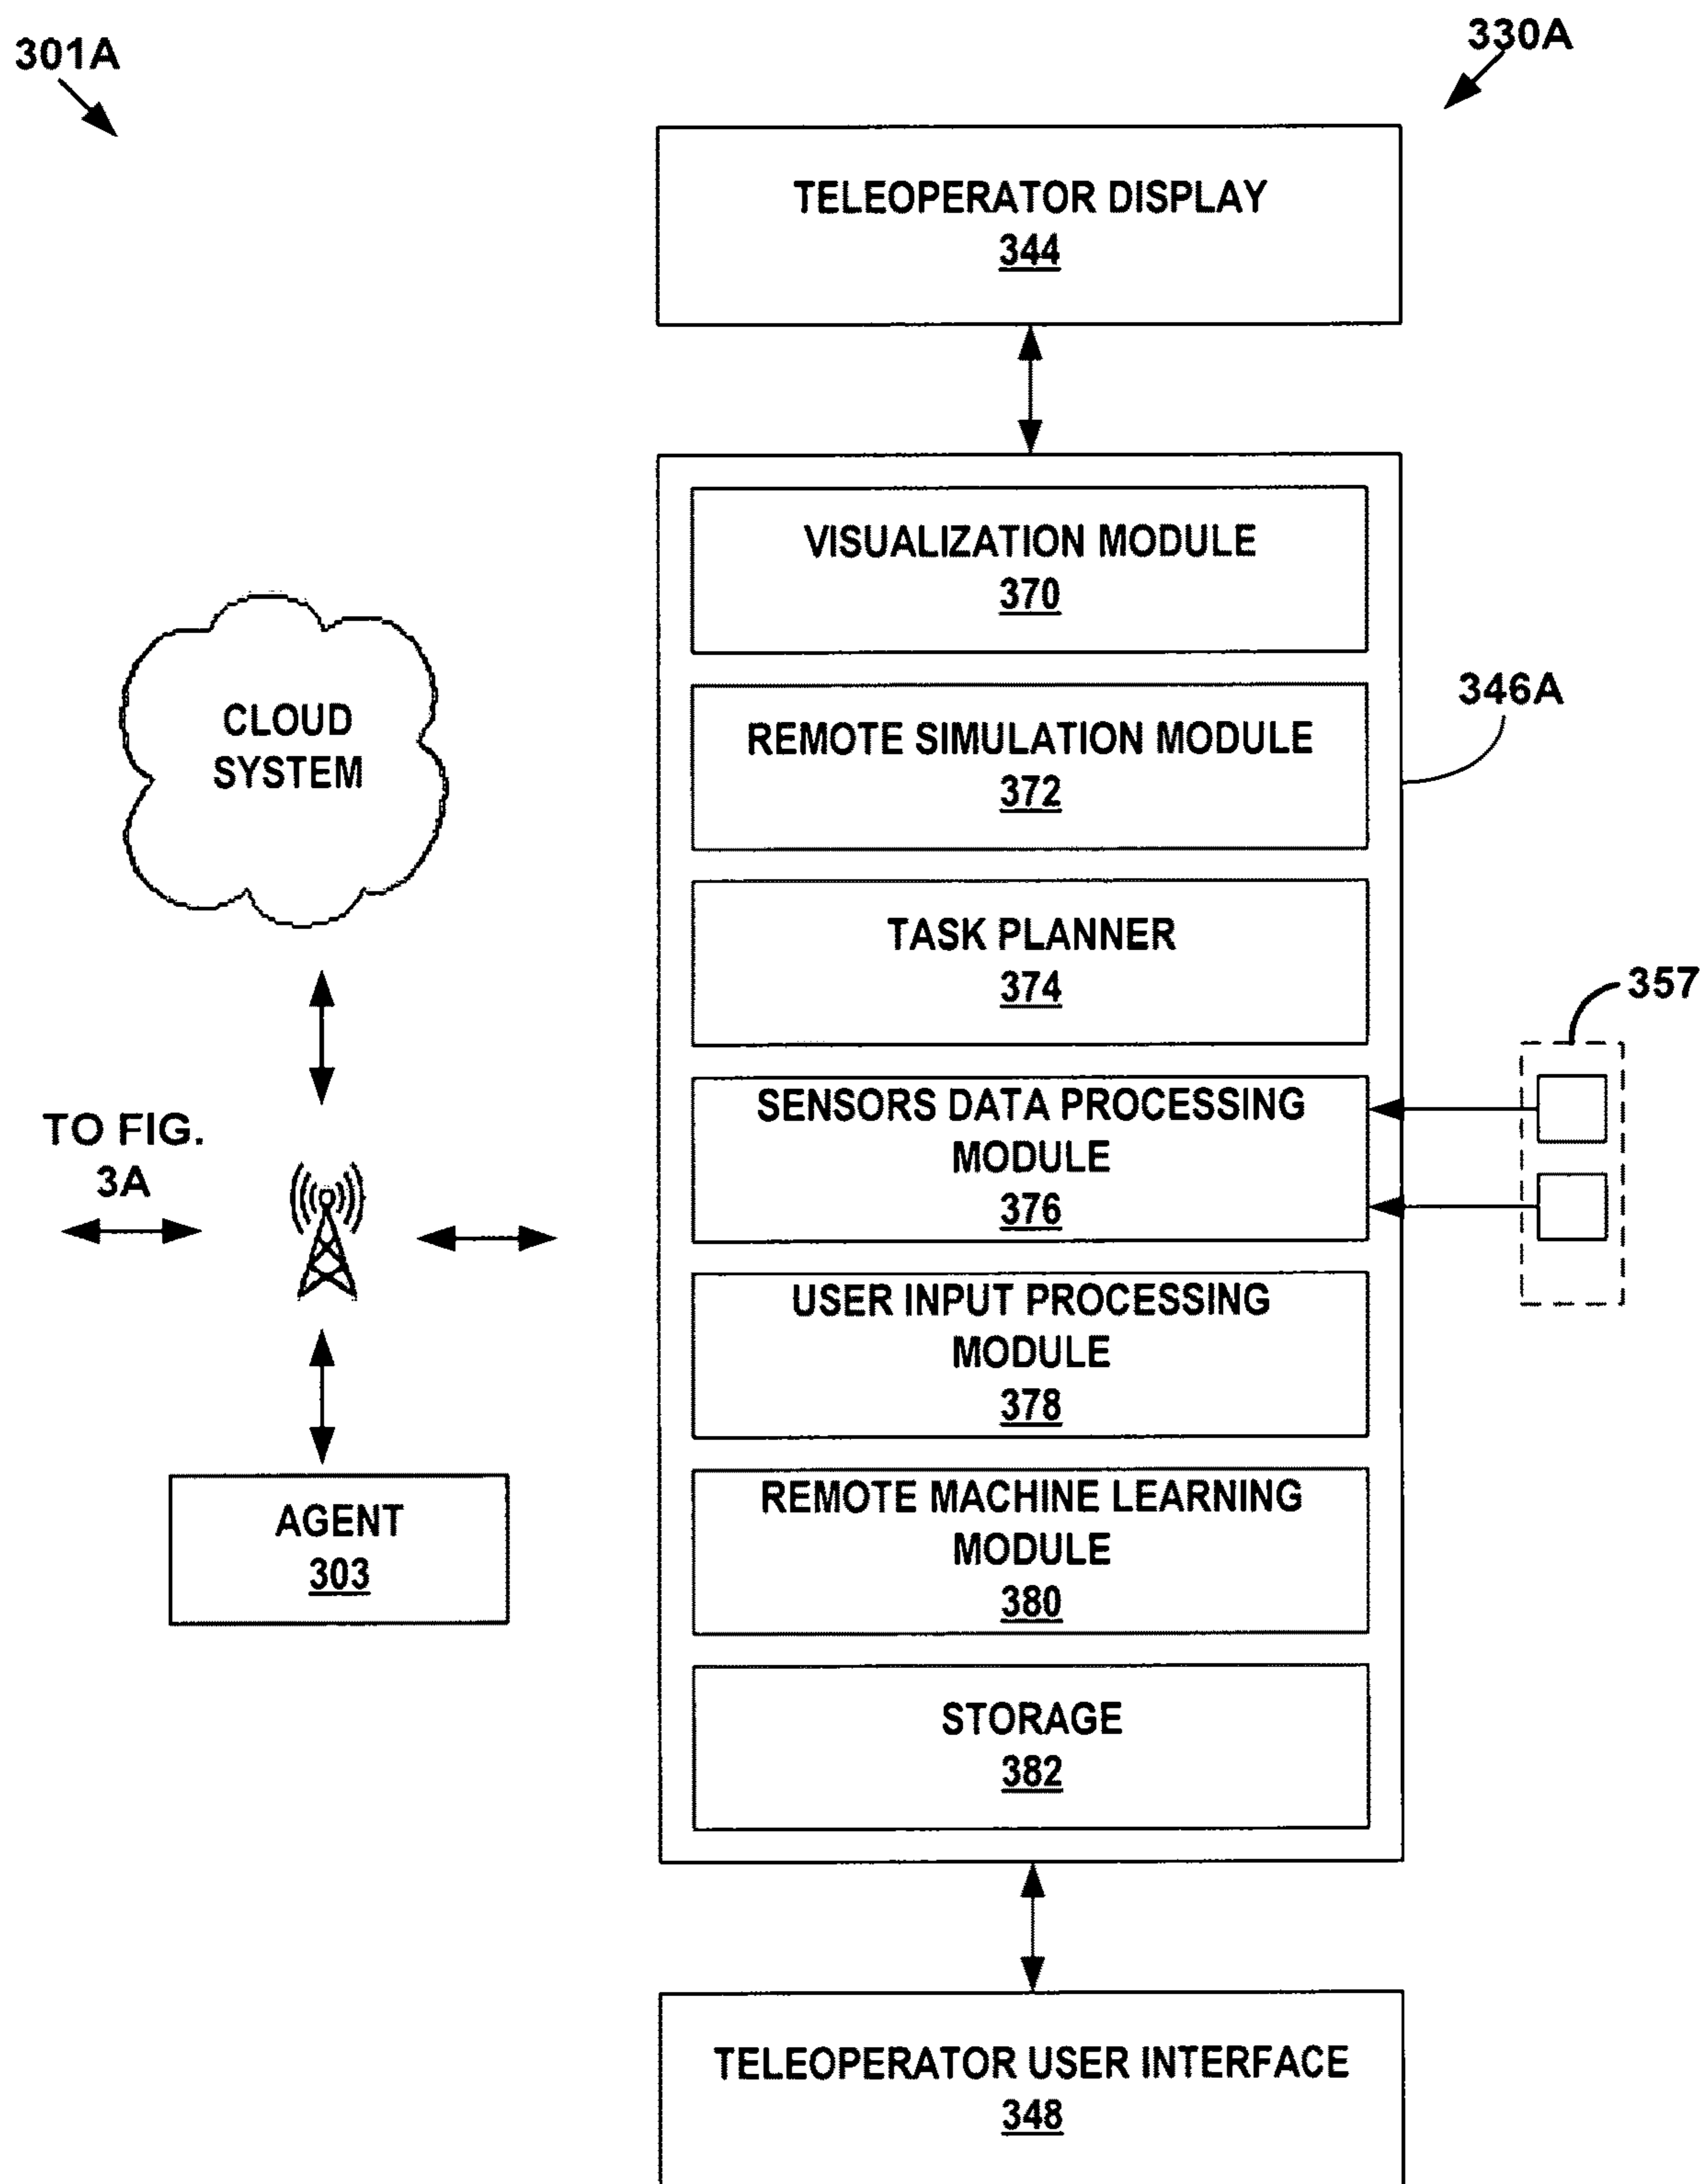 301A
330A
TELEOPERATOR DISPLAY
344
VISUALIZATION MODULE
370
REMOTE SIMULATION MODULE
372
346A
TASK PLANNER
374
357
SENSORS DATA PROCESSING
MODULE
376
USER INPUT PROCESSING
MODULE
378
REMOTE MACHINE LEARNING
MODULE
380
STORAGE
382
CLOUD
SYSTEM
TO FIG.
3A
AGENT
303
TELEOPERATOR USER INTERFACE
348